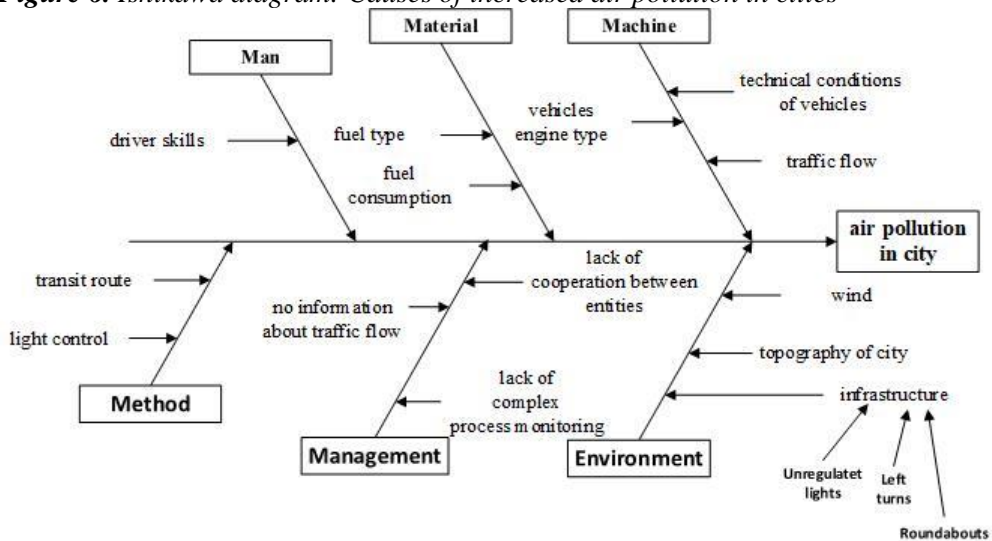 Figure 6. Ishikawa diagram: Causes of increased air pollution in cities
Man
Material
Machine
driver skills
fuel type
fuel
consumption
vehicles
engine type
technical conditions
of vehicles
traffic flow
air pollution
in city
transit route
light control
Method
no information
about traffic flow
lack of
cooperation between
entities
lack of
complex
process monitoring
Management
wind
topography of city
infrastructure
Environment
Unregulatet
lights
Left
turns
Roundabouts